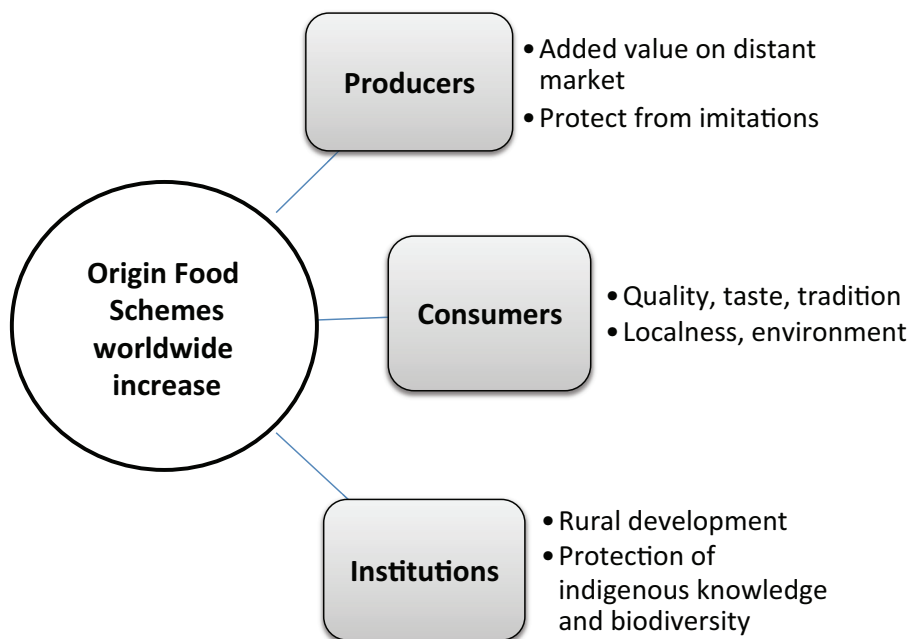 Producers
• Added value on distant
market
• Protect from imitations
Origin Food
Schemes
worldwide
increase
Consumers
• Quality, taste, tradition
• Localness, environment
Institutions
• Rural development
• Protection of
indigenous knowledge
and biodiversity